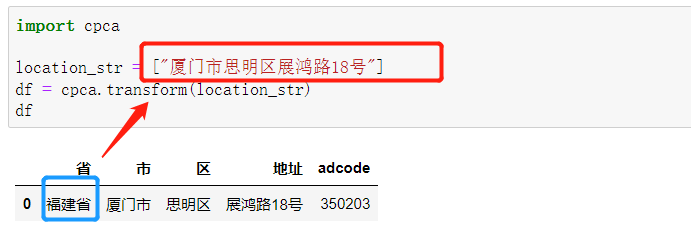 import cpca
location_str = ["厦门市思明区展鸿路18号"]
df = cpca.transform(location_str)
df
省 市 区 地址 adcode
0 福建省 厦门市 思明区 展鸿路18号 350203